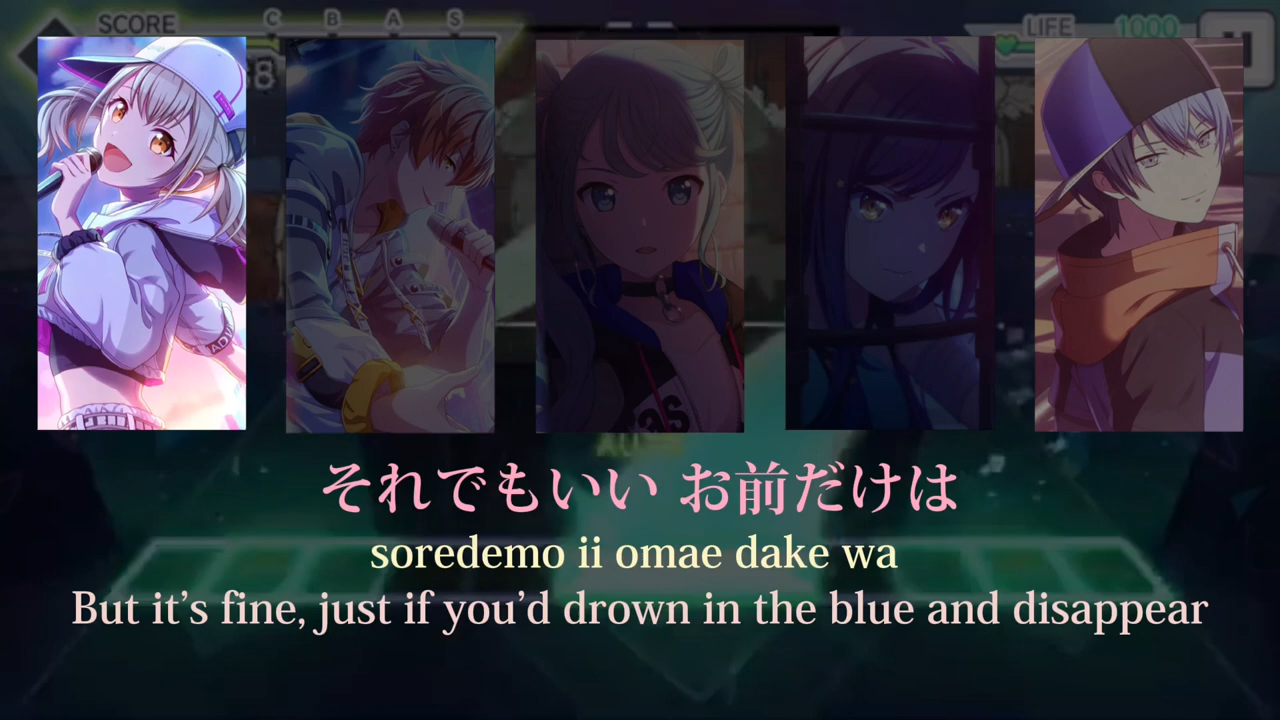 SCORE C B A S LIFE 1000
8
それでもいい お前だけは
soredemo ii omae dake wa
But it's fine, just if you'd drown in the blue and disappear